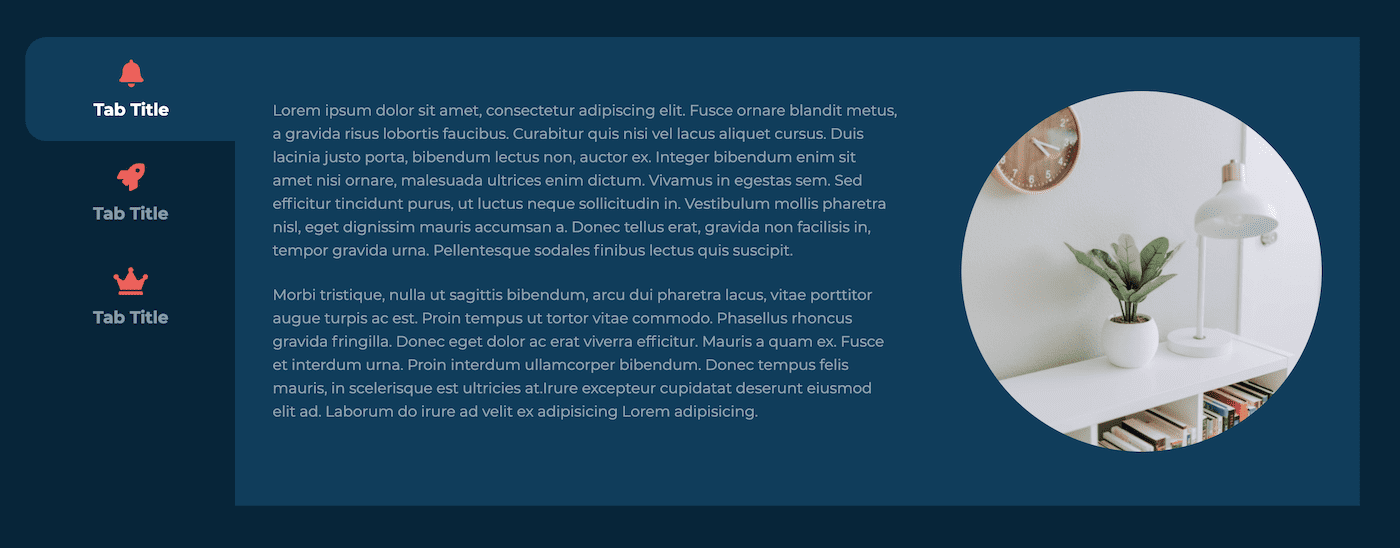 Tab Title
Tab Title
Tab Title
Lorem ipsum dolor sit amet, consectetur adipiscing elit. Fusce ornare blandit metus,
a gravida risus lobortis faucibus. Curabitur quis nisi vel lacus aliquet cursus. Duis
lacinia justo porta, bibendum lectus non, auctor ex. Integer bibendum enim sit
amet nisi ornare, malesuada ultrices enim dictum. Vivamus in egestas sem. Sed
efficitur tincidunt purus, ut luctus neque sollicitudin in. Vestibulum mollis pharetra
nisl, eget dignissim mauris accumsan a. Donec tellus erat, gravida non facilisis in,
tempor gravida urna. Pellentesque sodales finibus lectus quis suscipit.
Morbi tristique, nulla ut sagittis bibendum, arcu dui pharetra lacus, vitae porttitor
augue turpis ac est. Proin tempus ut tortor vitae commodo. Phasellus rhoncus
gravida fringilla. Donec eget dolor ac erat viverra efficitur. Mauris a quam ex. Fusce
et interdum urna. Proin interdum ullamcorper bibendum. Donec tempus felis
mauris, in scelerisque est ultricies at.Irure excepteur cupidatat deserunt eiusmod
elit ad. Laborum do irure ad velit ex adipisicing Lorem adipisicing.